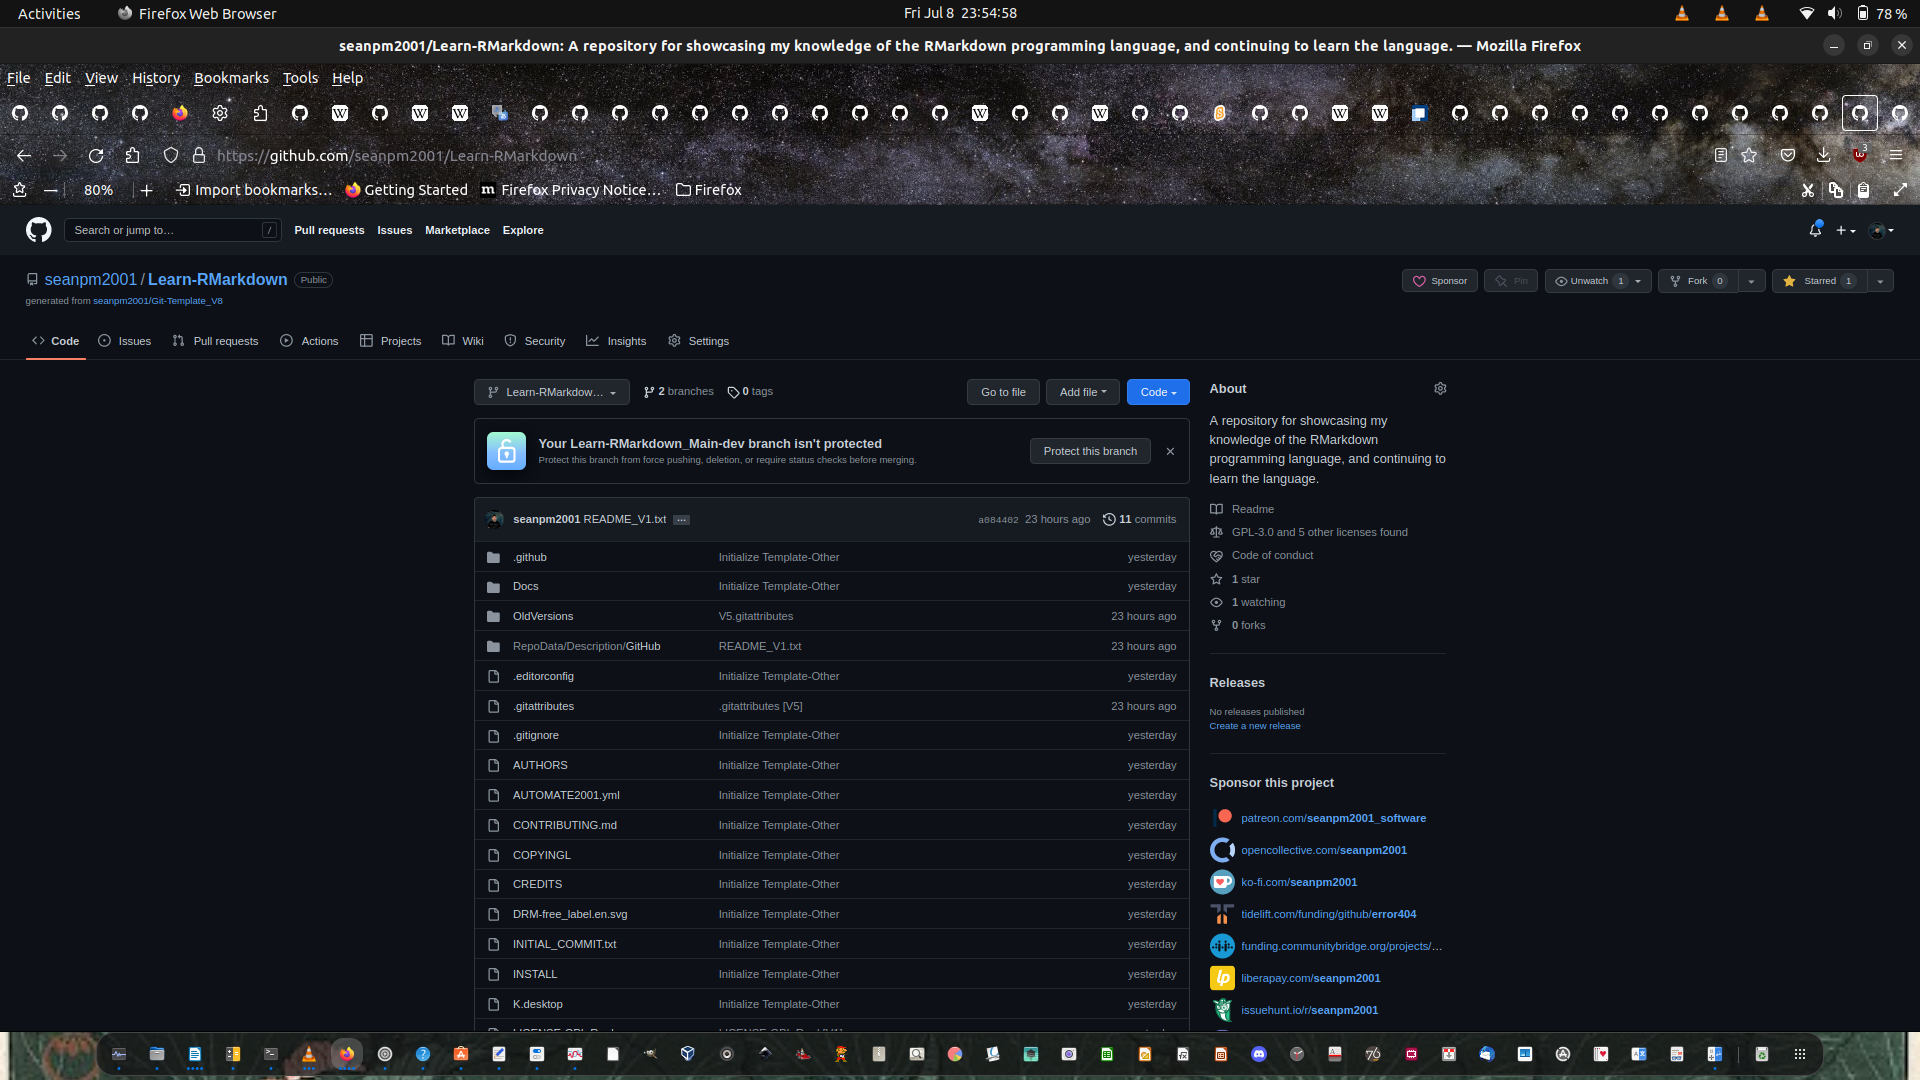 Activities Firefox Web Browser Fri Jul 8 23:54:58 78 %
seanpm2001/Learn-RMarkdown: A repository for showcasing my knowledge of the RMarkdown programming language, and continuing to learn the language. — Mozilla Firefox
File Edit View History Bookmarks Tools Help
https://github.com/seanpm2001/Learn-RMarkdown 3
80% Import bookmarks… Getting Started Firefox Privacy Notice… Firefox
Search or jump to… / Pull requests Issues Marketplace Explore
seanpm2001 / Learn-RMarkdown Public Sponsor Pin Unwatch 1 Fork 0 Starred 1
generated from seanpm2001/Git-Template_V8
Code Issues Pull requests Actions Projects Wiki Security Insights Settings
Learn-RMarkdow… 2 branches 0 tags Go to file Add file Code
Your Learn-RMarkdown_Main-dev branch isn't protected
Protect this branch from force pushing, deletion, or require status checks before merging.
Protect this branch
seanpm2001 README_V1.txt … a084402 23 hours ago 11 commits
.github Initialize Template-Other yesterday
Docs Initialize Template-Other yesterday
OldVersions V5.gitattributes 23 hours ago
RepoData/Description/GitHub README_V1.txt 23 hours ago
.editorconfig Initialize Template-Other yesterday
.gitattributes .gitattributes [V5] 23 hours ago
.gitignore Initialize Template-Other yesterday
AUTHORS Initialize Template-Other yesterday
AUTOMATE2001.yml Initialize Template-Other yesterday
CONTRIBUTING.md Initialize Template-Other yesterday
COPYINGL Initialize Template-Other yesterday
CREDITS Initialize Template-Other yesterday
DRM-free_label.en.svg Initialize Template-Other yesterday
INITIAL_COMMIT.txt Initialize Template-Other yesterday
INSTALL Initialize Template-Other yesterday
K.desktop Initialize Template-Other yesterday
About
A repository for showcasing my
knowledge of the RMarkdown
programming language, and continuing to
learn the language.
Readme
GPL-3.0 and 5 other licenses found
Code of conduct
1 star
1 watching
0 forks
Releases
No releases published
Create a new release
Sponsor this project
patreon.com/seanpm2001_software
opencollective.com/seanpm2001
ko-fi.com/seanpm2001
tidelift.com/funding/github/error404
funding.communitybridge.org/projects/…
liberapay.com/seanpm2001
issuehunt.io/r/seanpm2001